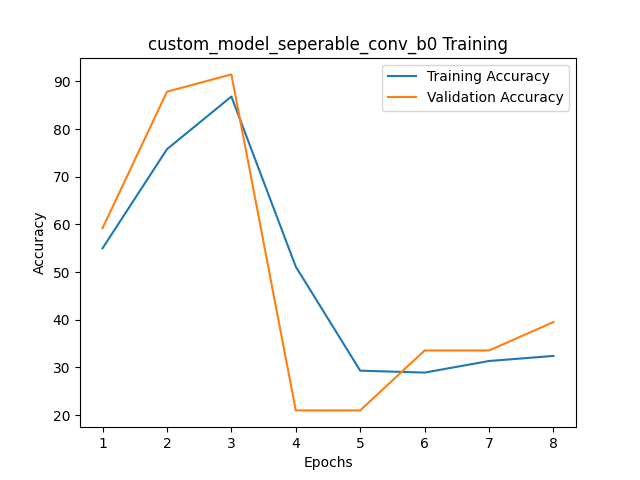 custom_model_seperable_conv_b0 Training
Training Accuracy
Validation Accuracy
Accuracy
90
80
70
60
50
40
30
20
1 2 3 4 5 6 7 8
Epochs